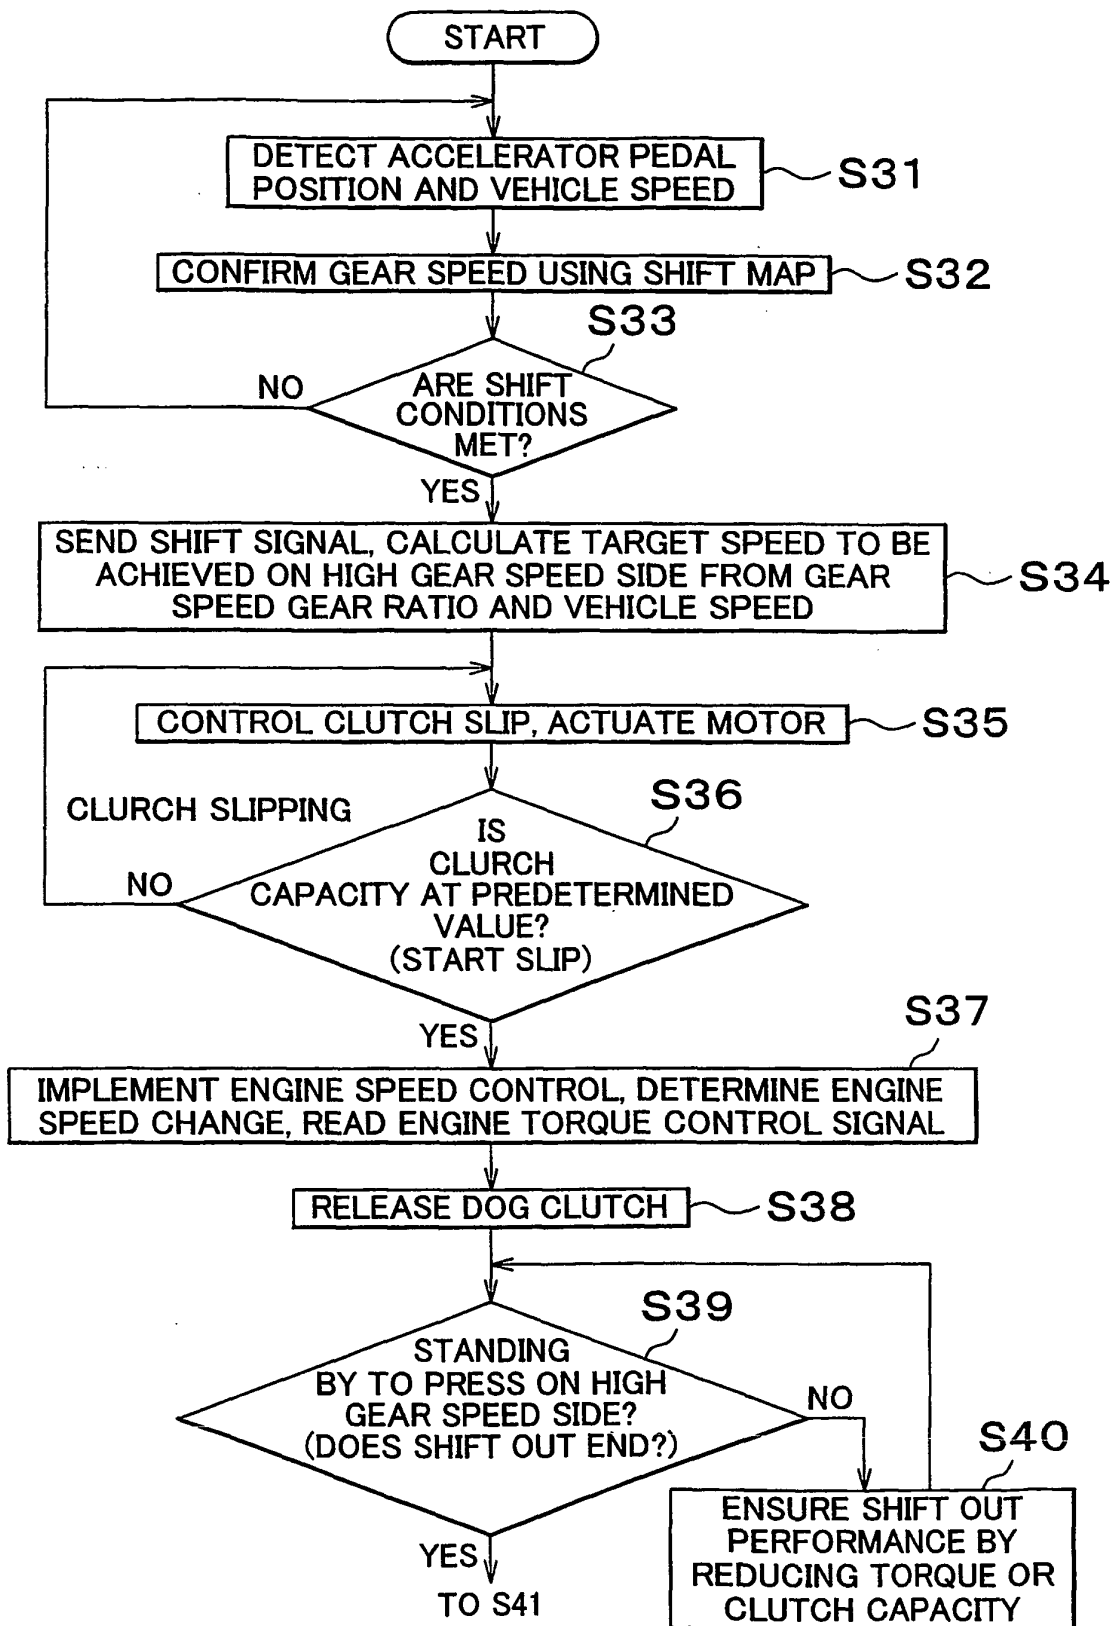 START
DETECT ACCELERATOR PEDAL
POSITION AND VEHICLE SPEED
S31
CONFIRM GEAR SPEED USING SHIFT MAP
S32
S33
NO
ARE SHIFT
CONDITIONS
MET?
YES
SEND SHIFT SIGNAL, CALCULATE TARGET SPEED TO BE
ACHIEVED ON HIGH GEAR SPEED SIDE FROM GEAR
SPEED GEAR RATIO AND VEHICLE SPEED
S34
CONTROL CLUTCH SLIP, ACTUATE MOTOR
S35
CLURCH SLIPPING
S36
NO
IS
CLURCH
CAPACITY AT PREDETERMINED
VALUE?
(START SLIP)
YES
S37
IMPLEMENT ENGINE SPEED CONTROL, DETERMINE ENGINE
SPEED CHANGE, READ ENGINE TORQUE CONTROL SIGNAL
RELEASE DOG CLUTCH
S38
S39
STANDING
BY TO PRESS ON HIGH
GEAR SPEED SIDE?
(DOES SHIFT OUT END?)
NO
S40
ENSURE SHIFT OUT
PERFORMANCE BY
REDUCING TORQUE OR
CLUTCH CAPACITY
YES
TO S41